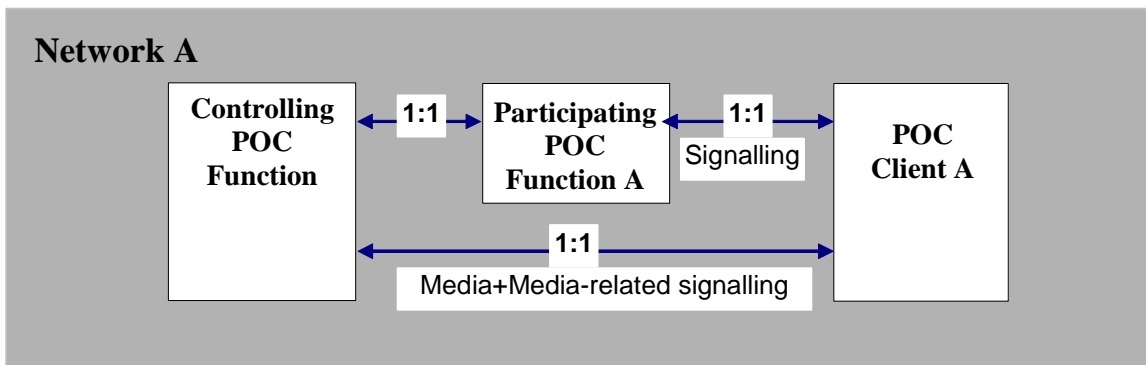 Network A
Controlling
POC
Function
1:1
Participating
POC
Function A
1:1
Signalling
POC
Client A
1:1
Media+Media-related signalling